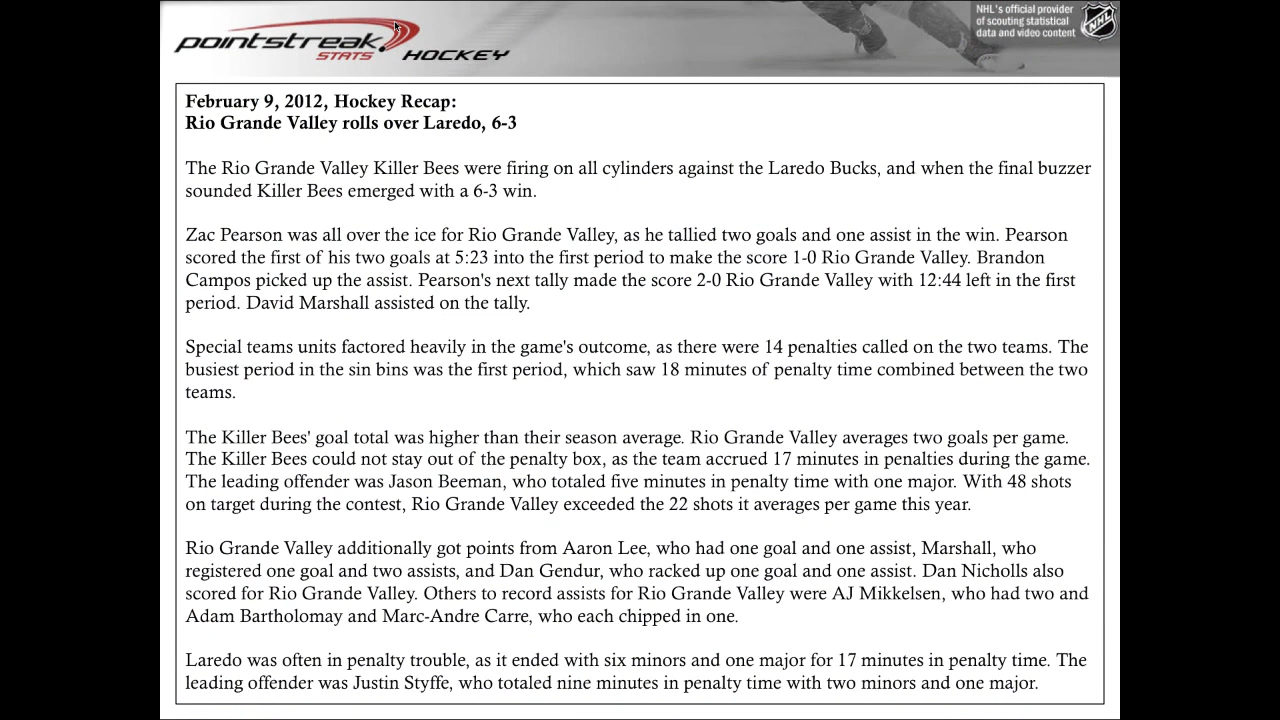 pointstreak
STATS HOCKEY
NHL's official provider
of scouting statistical
data and video content
NHL
February 9, 2012, Hockey Recap:
Rio Grande Valley rolls over Laredo, 6-3
The Rio Grande Valley Killer Bees were firing on all cylinders against the Laredo Bucks, and when the final buzzer
sounded Killer Bees emerged with a 6-3 win.
Zac Pearson was all over the ice for Rio Grande Valley, as he tallied two goals and one assist in the win. Pearson
scored the first of his two goals at 5:23 into the first period to make the score 1-0 Rio Grande Valley. Brandon
Campos picked up the assist. Pearson's next tally made the score 2-0 Rio Grande Valley with 12:44 left in the first
period. David Marshall assisted on the tally.
Special teams units factored heavily in the game's outcome, as there were 14 penalties called on the two teams. The
busiest period in the sin bins was the first period, which saw 18 minutes of penalty time combined between the two
teams.
The Killer Bees' goal total was higher than their season average. Rio Grande Valley averages two goals per game.
The Killer Bees could not stay out of the penalty box, as the team accrued 17 minutes in penalties during the game.
The leading offender was Jason Beeman, who totaled five minutes in penalty time with one major. With 48 shots
on target during the contest, Rio Grande Valley exceeded the 22 shots it averages per game this year.
Rio Grande Valley additionally got points from Aaron Lee, who had one goal and one assist, Marshall, who
registered one goal and two assists, and Dan Gendur, who racked up one goal and one assist. Dan Nicholls also
scored for Rio Grande Valley. Others to record assists for Rio Grande Valley were AJ Mikkelsen, who had two and
Adam Bartholomay and Marc-Andre Carre, who each chipped in one.
Laredo was often in penalty trouble, as it ended with six minors and one major for 17 minutes in penalty time. The
leading offender was Justin Styffe, who totaled nine minutes in penalty time with two minors and one major.